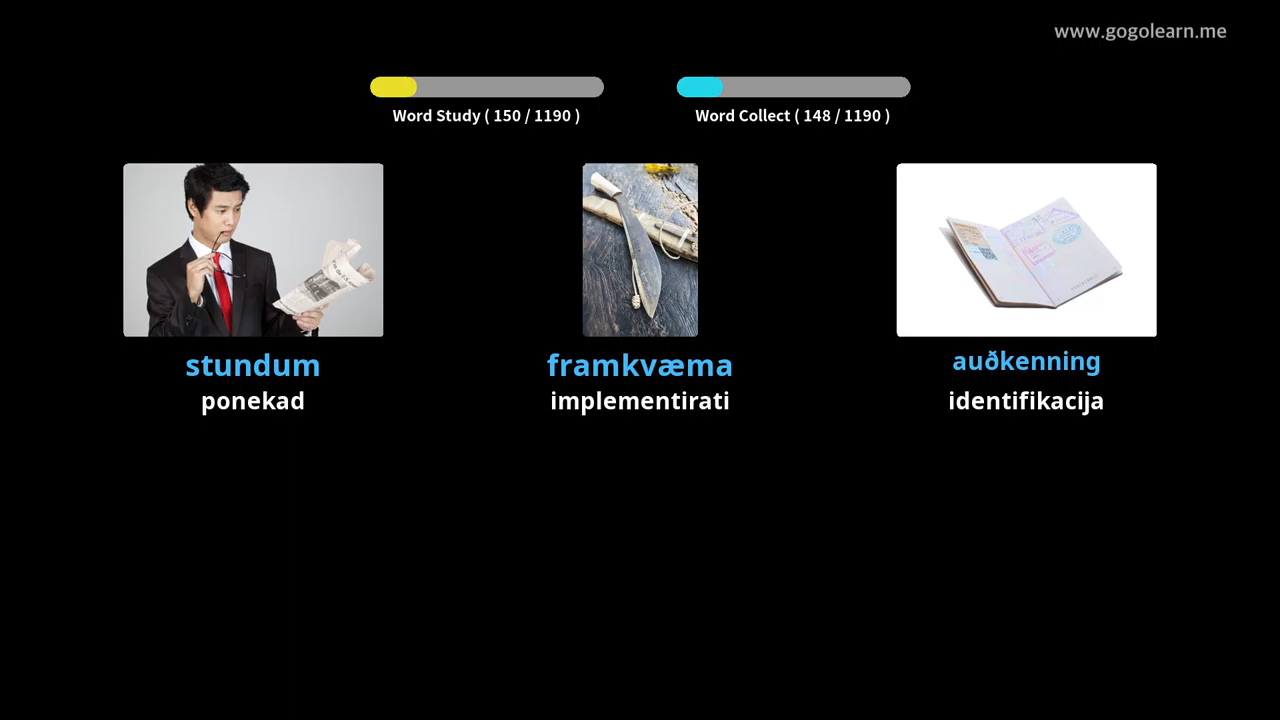 www.gogolearn.me
Word Study ( 150 / 1190 )
Word Collect ( 148 / 1190 )
stundum
framkvæma
auðkenning
ponekad
implementirati
identifikacija